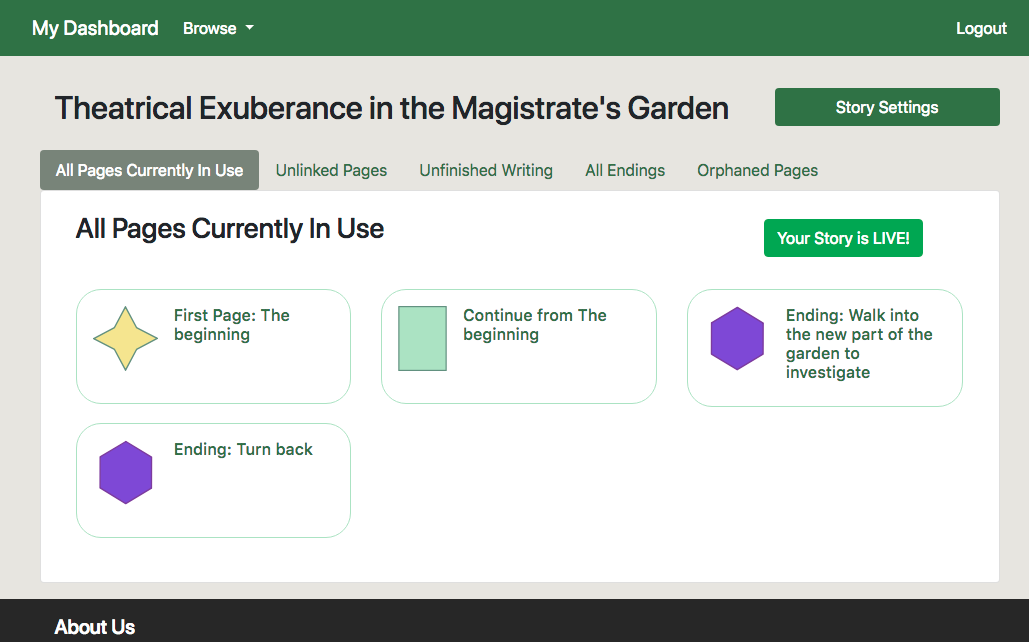 My Dashboard Browse Logout
Theatrical Exuberance in the Magistrate's Garden
Story Settings
All Pages Currently In Use Unlinked Pages Unfinished Writing All Endings Orphaned Pages
All Pages Currently In Use
Your Story is LIVE!
First Page: The
beginning
Continue from The
beginning
Ending: Walk into
the new part of the
garden to
investigate
Ending: Turn back
About Us